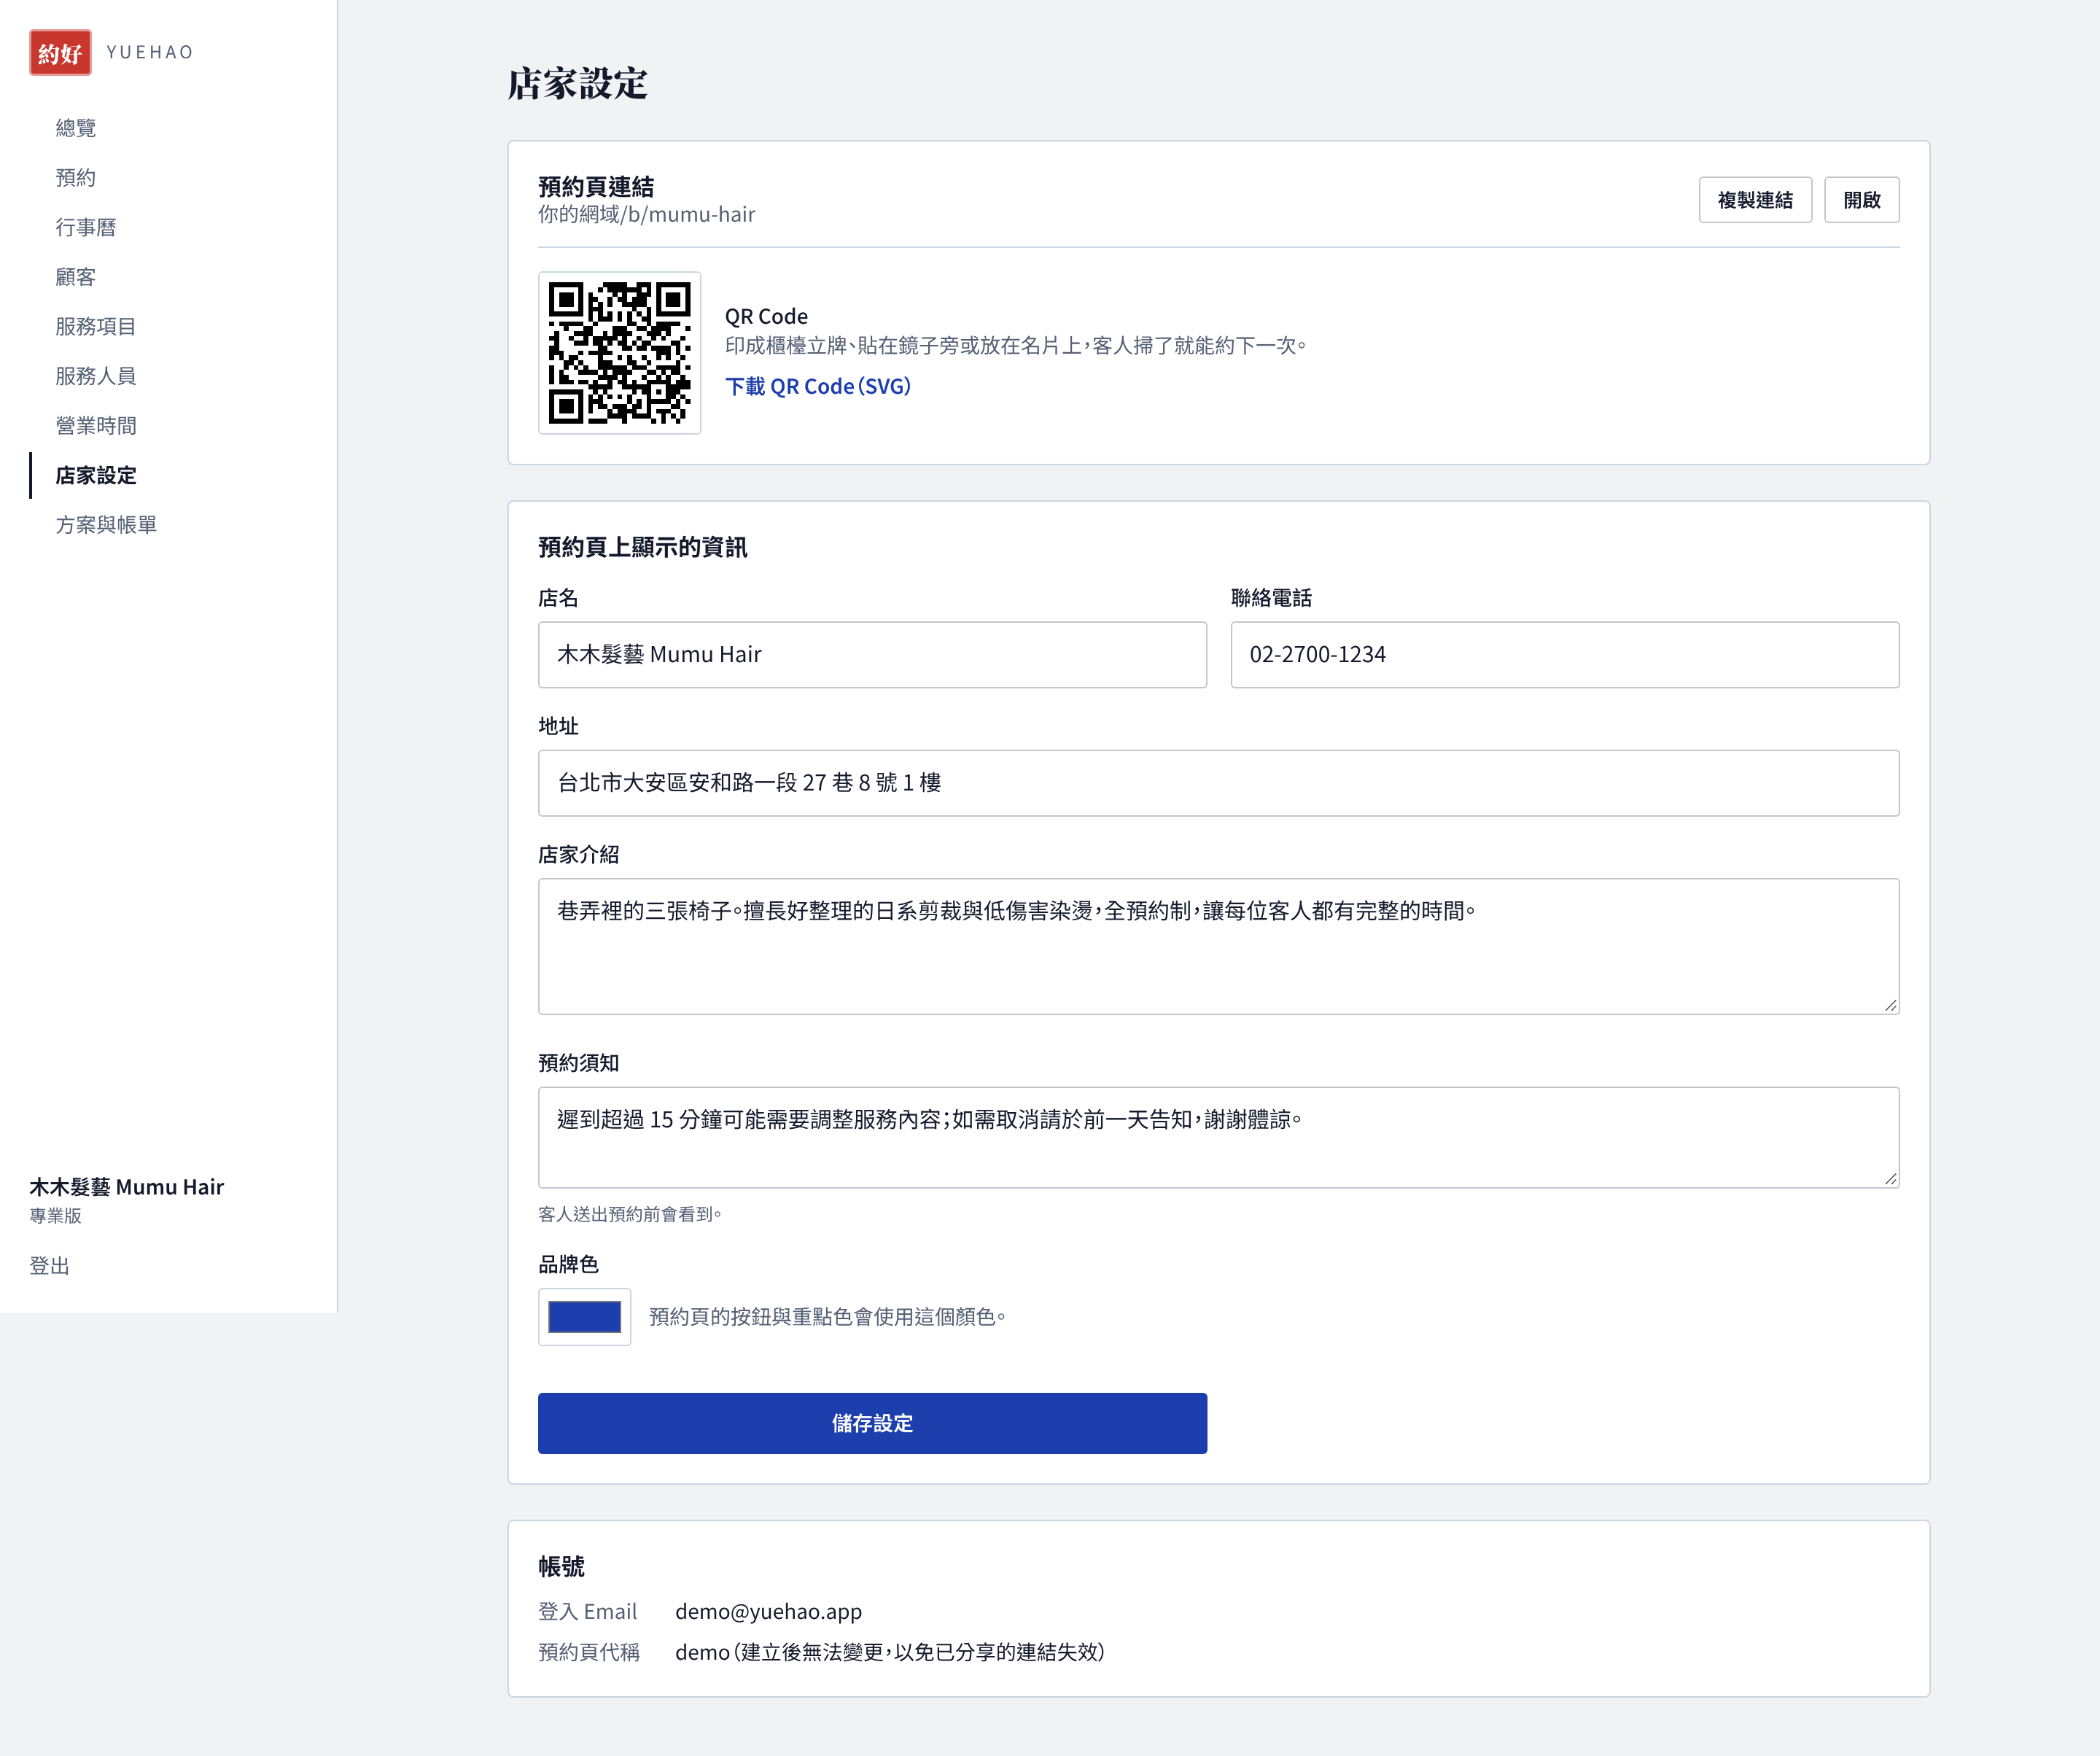 約好 YUEHAO
總覽
預約
行事曆
顧客
服務項目
服務人員
營業時間
店家設定
方案與帳單
木木髮藝 Mumu Hair
專業版
登出
店家設定
預約頁連結
你的網域/b/mumu-hair
複製連結 開啟
QR Code
印成櫃檯立牌、貼在鏡子旁或放在名片上,客人掃了就能約下一次。
下載 QR Code(SVG)
預約頁上顯示的資訊
店名 聯絡電話
木木髮藝 Mumu Hair 02-2700-1234
地址
台北市大安區安和路一段 27 巷 8 號 1 樓
店家介紹
巷弄裡的三張椅子。擅長好整理的日系剪裁與低傷害染燙,全預約制,讓每位客人都有完整的時間。
預約須知
遲到超過 15 分鐘可能需要調整服務內容;如需取消請於前一天告知,謝謝體諒。
客人送出預約前會看到。
品牌色
預約頁的按鈕與重點色會使用這個顏色。
儲存設定
帳號
登入 Email demo@yuehao.app
預約頁代稱 demo(建立後無法變更,以免已分享的連結失效)